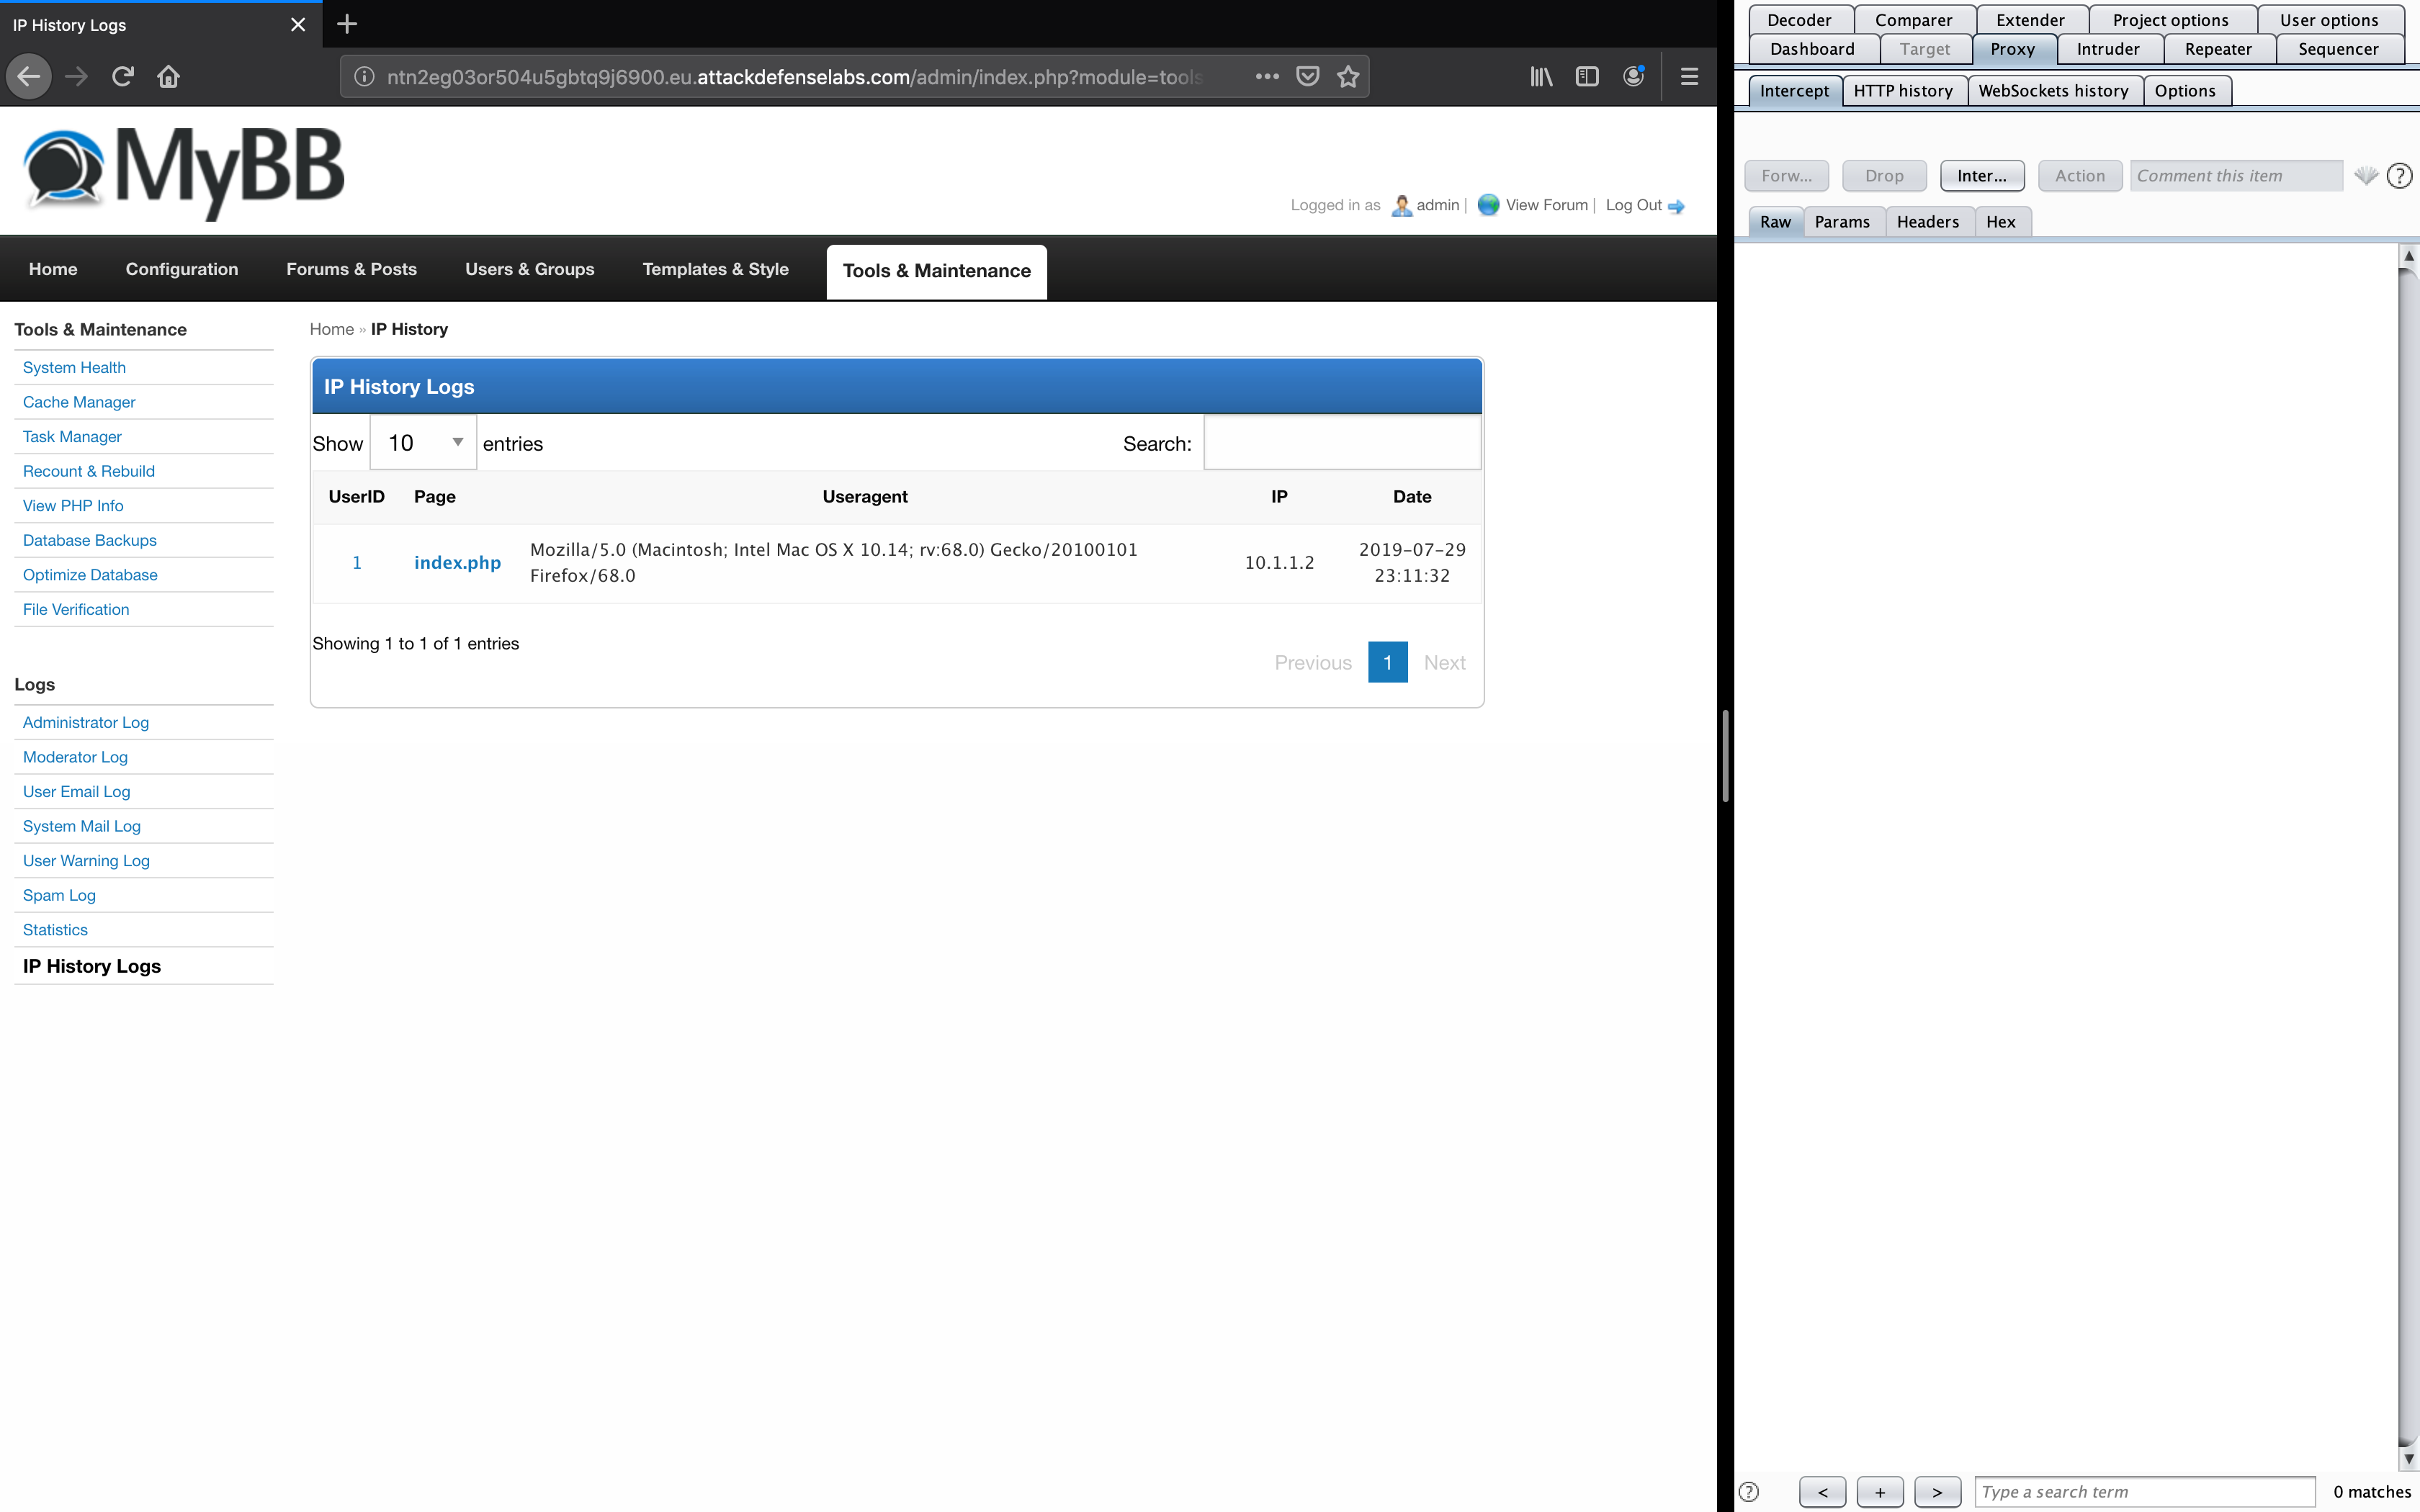 IP History Logs
ntn2eg03or504u5gbtq9j6900.eu.attackdefenselabs.com/admin/index.php?module=tools
MyBB
Logged in as admin | View Forum | Log Out
Home Configuration Forums & Posts Users & Groups Templates & Style Tools & Maintenance
Tools & Maintenance
System Health
Cache Manager
Task Manager
Recount & Rebuild
View PHP Info
Database Backups
Optimize Database
File Verification
Logs
Administrator Log
Moderator Log
User Email Log
System Mail Log
User Warning Log
Spam Log
Statistics
IP History Logs
Home » IP History
IP History Logs
Show 10 entries Search:
UserID Page Useragent IP Date
1 index.php Mozilla/5.0 (Macintosh; Intel Mac OS X 10.14; rv:68.0) Gecko/20100101 10.1.1.2 2019-07-29
Firefox/68.0 23:11:32
Showing 1 to 1 of 1 entries
Previous 1 Next
Decoder Comparer Extender Project options User options
Dashboard Target Proxy Intruder Repeater Sequencer
Intercept HTTP history WebSockets history Options
Forw... Drop Inter... Action Comment this item ?
Raw Params Headers Hex
? < + > Type a search term 0 matches